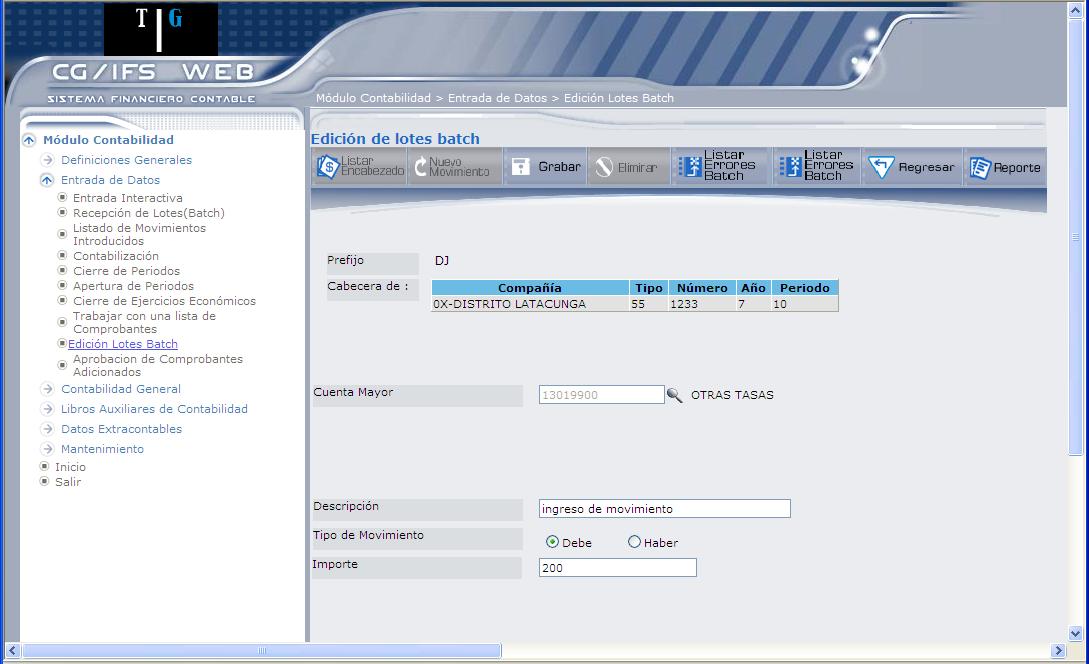 T G
CG/IFS WEB
SISTEMA FINANCIERO CONTABLE
Módulo Contabilidad > Entrada de Datos > Edición Lotes Batch
Módulo Contabilidad
Definiciones Generales
Entrada de Datos
Entrada Interactiva
Recepción de Lotes(Batch)
Listado de Movimientos
Introducidos
Contabilización
Cierre de Periodos
Apertura de Periodos
Cierre de Ejercicios Económicos
Trabajar con una lista de
Comprobantes
Edición Lotes Batch
Aprobacion de Comprobantes
Adicionados
Contabilidad General
Libros Auxiliares de Contabilidad
Datos Extracontables
Mantenimiento
Inicio
Salir
Edición de lotes batch
Listar
Encabezado
Nuevo
Movimiento
Grabar
Elimirar
Listar
Errores
Batch
Listar
Errores
Batch
Regresar
Reporte
Prefijo DJ
Cabecera de :
Compañía Tipo Número Año Periodo
0X-DISTRITO LATACUNGA 55 1233 7 10
Cuenta Mayor 13019900 OTRAS TASAS
Descripción ingreso de movimiento
Tipo de Movimiento Debe Haber
Importe 200